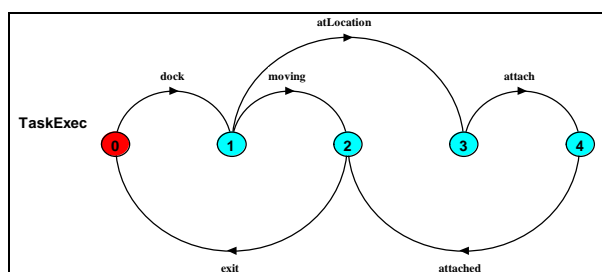 atLocation
dock
moving
attach
TaskExec
0
1
2
3
4
exit
attached